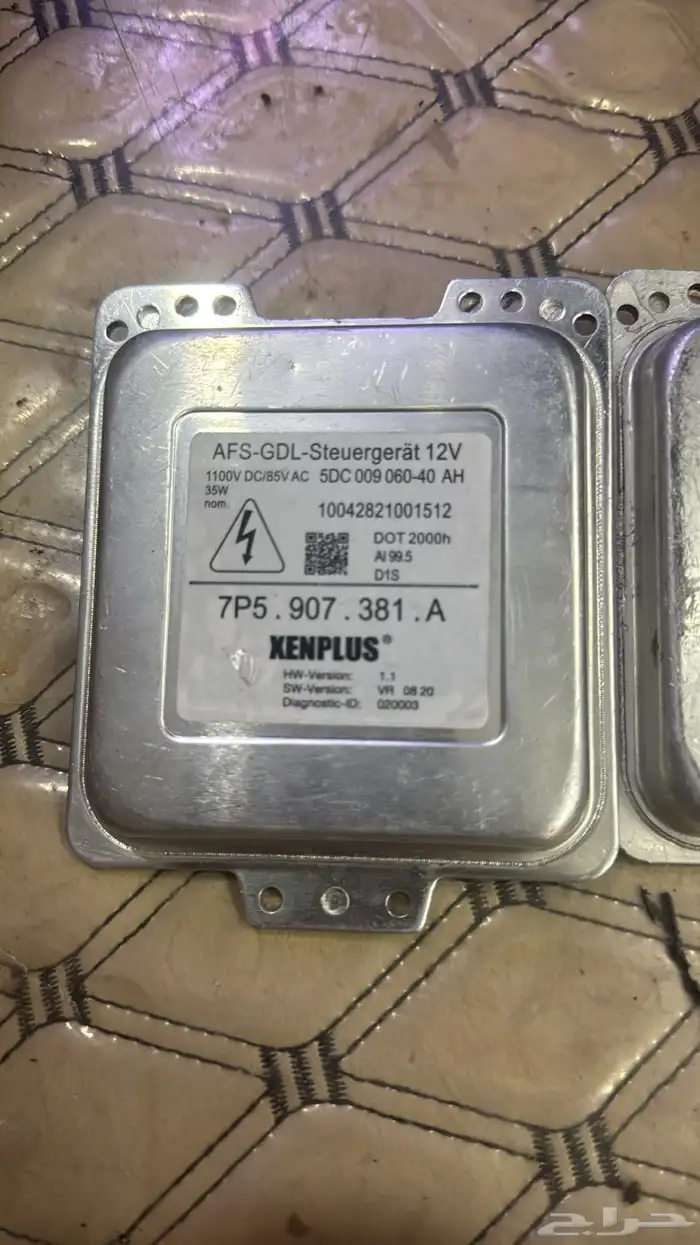 AFS-GDL-Steuergerät 12V
1100V DC/85V AC 5DC 009 060-40 AH
35W
nom.
10042821001512
DOT 2000h
Al 99.5
D1S
7P5.907.381.A
XENPLUS®
HW-Version: 1.1
SW-Version: VR 08 20
Diagnostic-ID: 020003
حراج